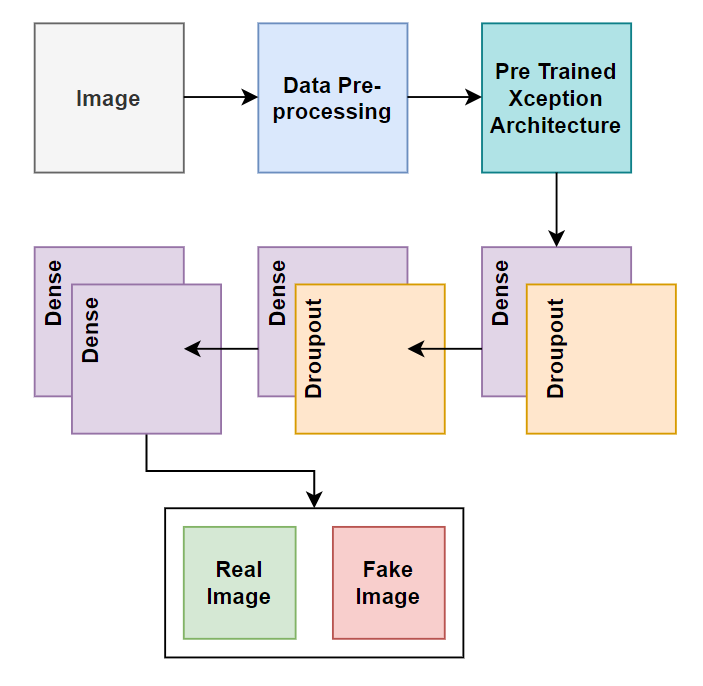 Image
Data Pre-
processing
Pre Trained
Xception
Architecture
Dense
Dense
Dense
Droupout
Dense
Droupout
Real
Image
Fake
Image